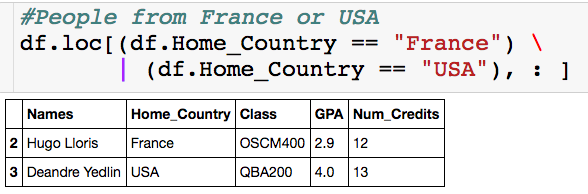 #People from France or USA
df.loc[(df.Home_Country == "France") \
| (df.Home_Country == "USA"), : ]
Names Home_Country Class GPA Num_Credits
2 Hugo Lloris France OSCM400 2.9 12
3 Deandre Yedlin USA QBA200 4.0 13